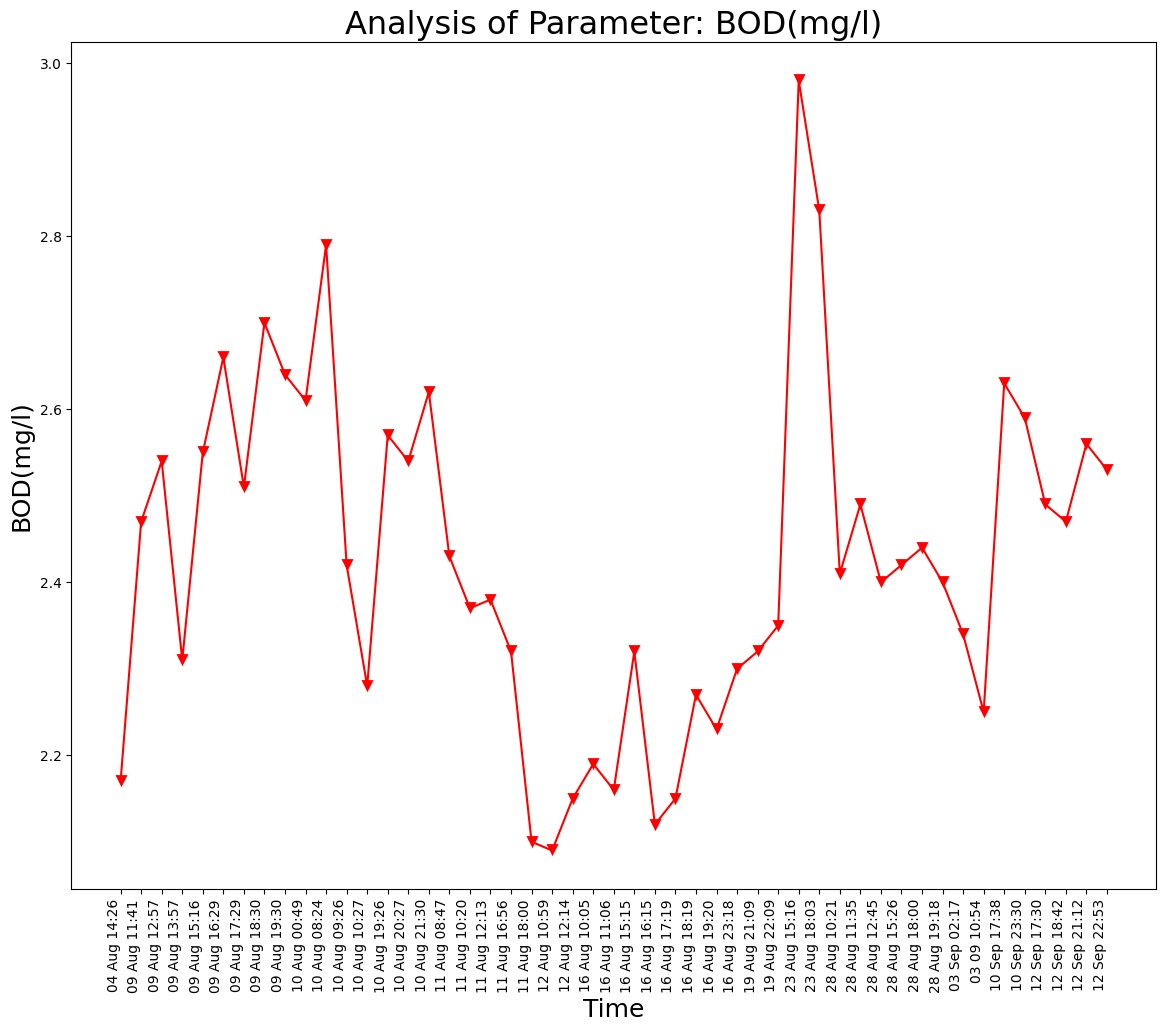 Analysis of Parameter: BOD(mg/l)
3.0
2.8
2.6
2.4
2.2
BOD(mg/l)
04 Aug 14:26
09 Aug 11:41
09 Aug 12:57
09 Aug 13:57
09 Aug 15:16
09 Aug 16:29
09 Aug 17:29
09 Aug 18:30
09 Aug 19:30
10 Aug 00:49
10 Aug 08:24
10 Aug 09:26
10 Aug 10:27
10 Aug 19:26
10 Aug 20:27
10 Aug 21:30
11 Aug 08:47
11 Aug 10:20
11 Aug 12:13
11 Aug 16:56
11 Aug 18:00
12 Aug 10:59
12 Aug 12:14
16 Aug 10:05
16 Aug 11:06
16 Aug 15:15
16 Aug 16:15
16 Aug 17:19
16 Aug 18:19
16 Aug 19:20
16 Aug 23:18
19 Aug 21:09
19 Aug 22:09
23 Aug 15:16
23 Aug 18:03
28 Aug 10:21
28 Aug 11:35
28 Aug 12:45
28 Aug 15:26
28 Aug 18:00
28 Aug 19:18
03 Sep 02:17
03 09 10:54
10 Sep 17:38
10 Sep 23:30
12 Sep 17:30
12 Sep 18:42
12 Sep 21:12
12 Sep 22:53
Time